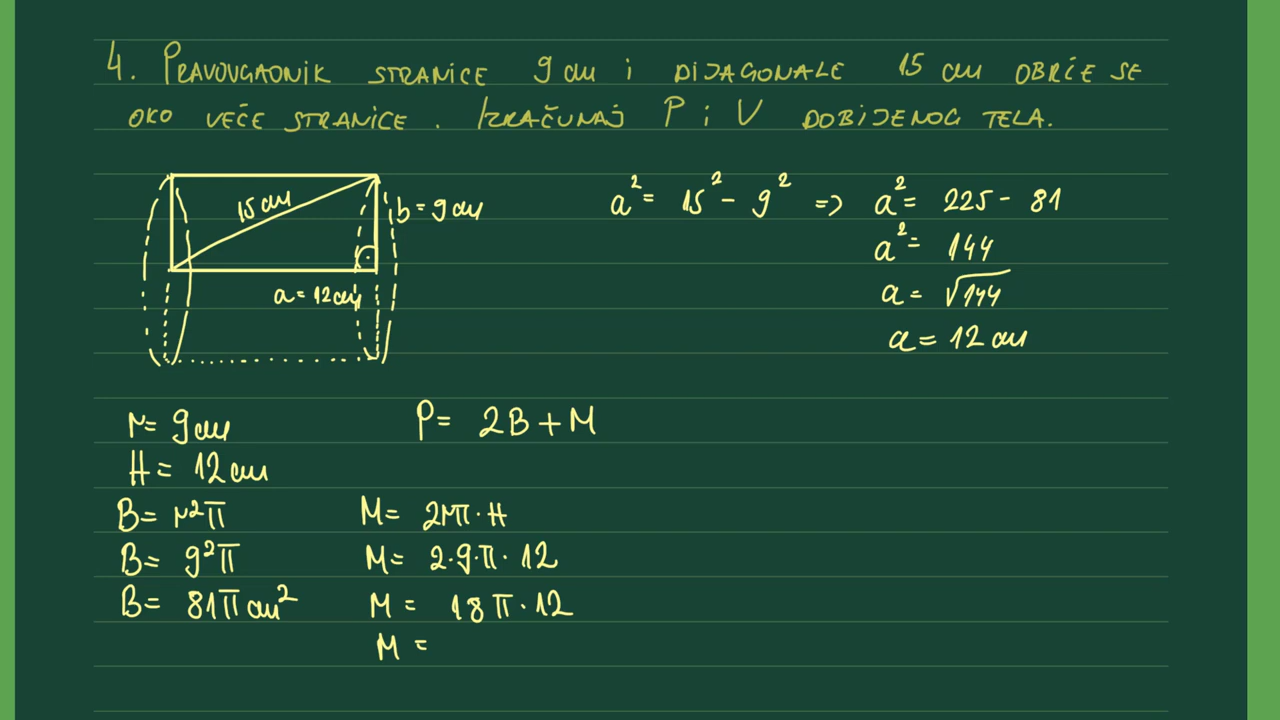 4. PRAVOUGAONIK STRANICE 9 cm i DIJAGONALE 15 cm OBRĆE SE
OKO VEĆE STRANICE. IZRAČUNAJ P i V DOBIJENOG TELA.
15 cm
b = 9 cm
a = 12 cm
a² = 15² - 9² => a² = 225 - 81
a² = 144
a = √144
a = 12 cm
r = 9 cm
H = 12 cm
B = r²π
B = 9²π
B = 81π cm²
P = 2B + M
M = 2rπ · H
M = 2·9·π · 12
M = 18π · 12
M =